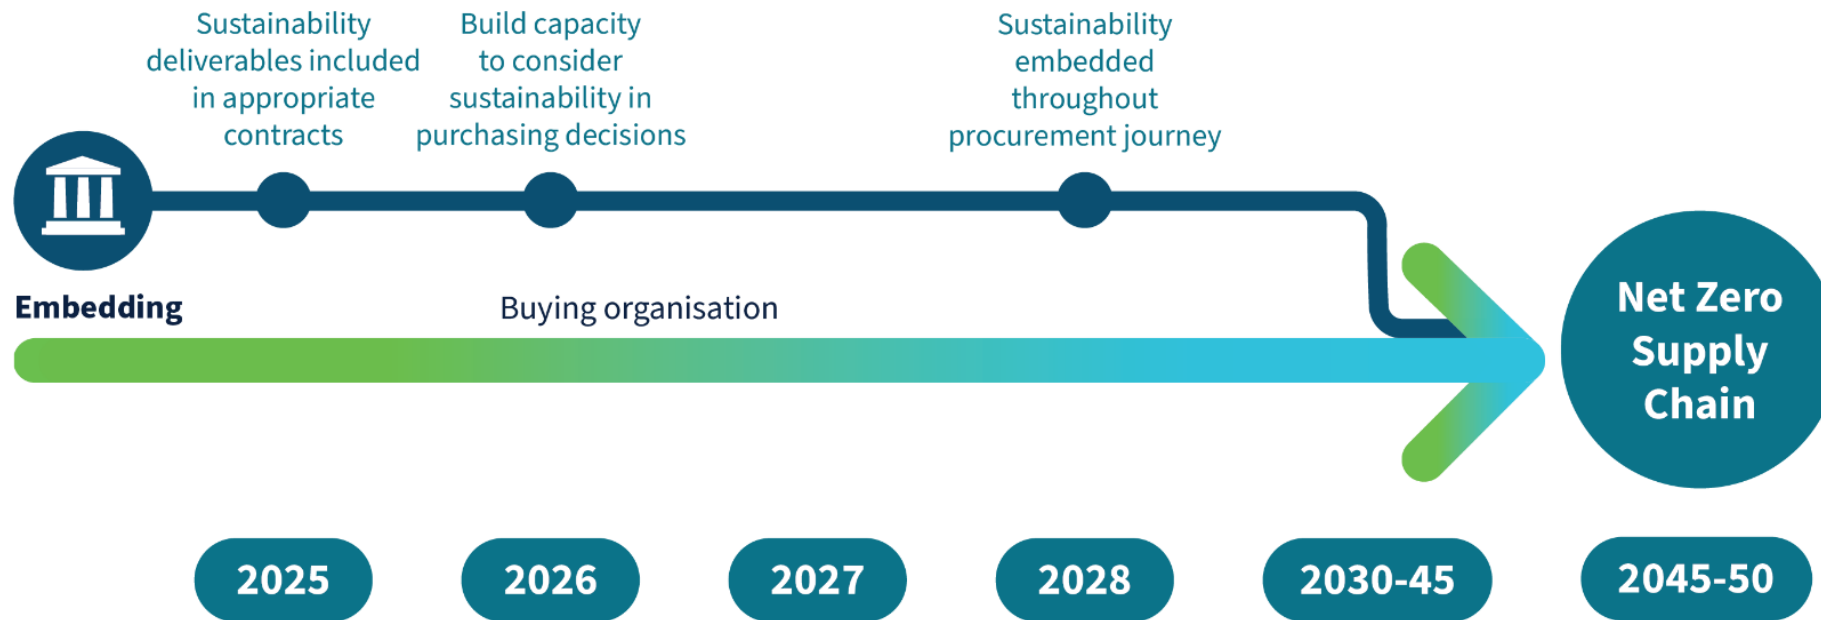 Sustainability
deliverables included
in appropriate
contracts
Build capacity
to consider
sustainability in
purchasing decisions
Sustainability
embedded
throughout
procurement journey
Embedding
Buying organisation
Net Zero
Supply
Chain
2025
2026
2027
2028
2030-45
2045-50